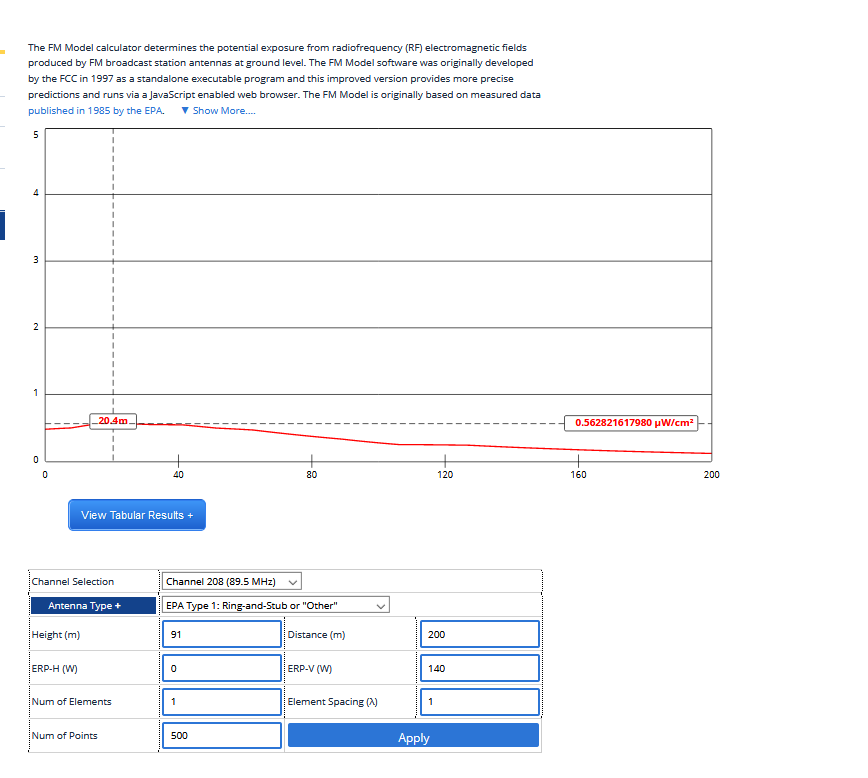 The FM Model calculator determines the potential exposure from radiofrequency (RF) electromagnetic fields
produced by FM broadcast station antennas at ground level. The FM Model software was originally developed
by the FCC in 1997 as a standalone executable program and this improved version provides more precise
predictions and runs via a JavaScript enabled web browser. The FM Model is originally based on measured data
published in 1985 by the EPA. ▼ Show More....
5
4
3
2
1
20.4m 0.562821617980 µW/cm²
0
0 40 80 120 160 200
View Tabular Results +
Channel Selection Channel 208 (89.5 MHz)
Antenna Type + EPA Type 1: Ring-and-Stub or "Other"
Height (m) 91 Distance (m) 200
ERP-H (W) 0 ERP-V (W) 140
Num of Elements 1 Element Spacing (λ) 1
Num of Points 500 Apply